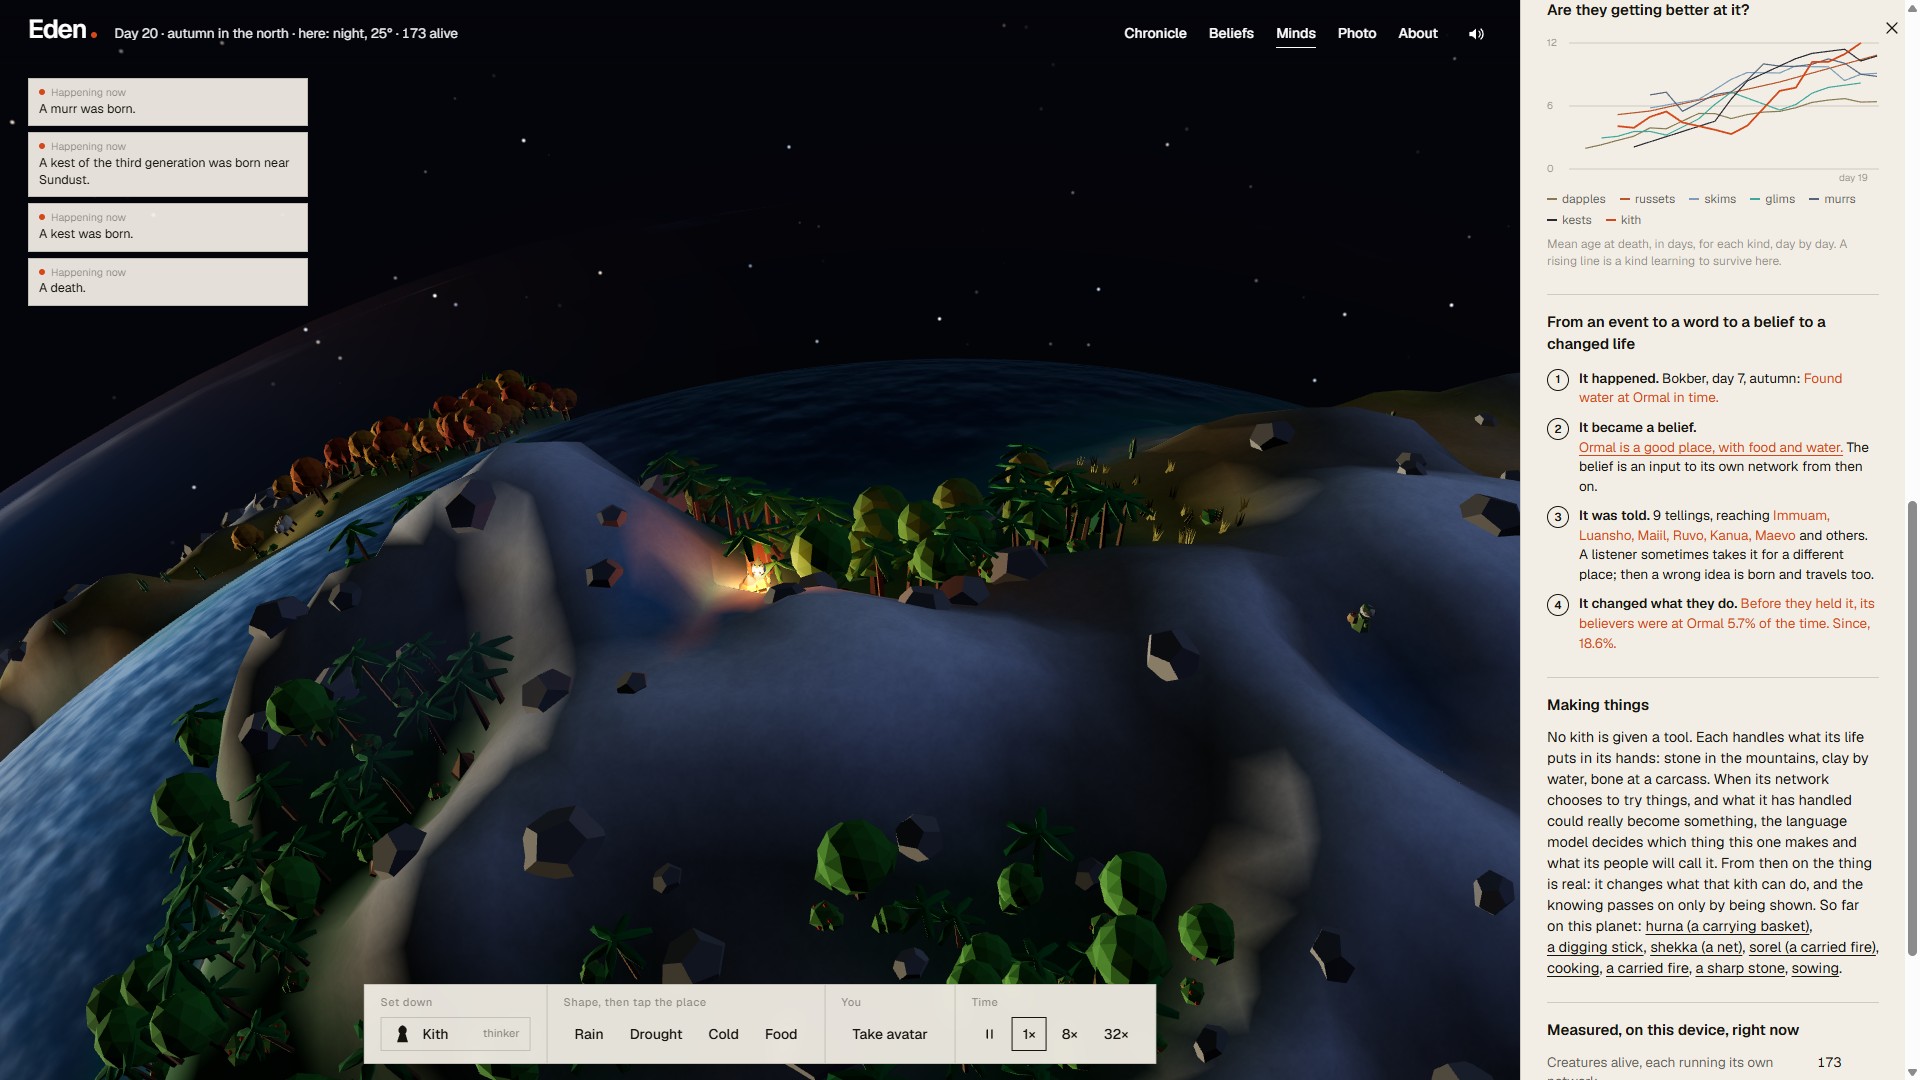 Eden.
Day 20 · autumn in the north · here: night, 25° · 173 alive
Chronicle
Beliefs
Minds
Photo
About
Happening now
A murr was born.
Happening now
A kest of the third generation was born near
Sundust.
Happening now
A kest was born.
Happening now
A death.
Set down
Kith
thinker
Shape, then tap the place
Rain
Drought
Cold
Food
You
Take avatar
Time
1×
8×
32×
Are they getting better at it?
12
6
0
day 19
dapples
russets
skims
glims
murrs
kests
kith
Mean age at death, in days, for each kind, day by day. A
rising line is a kind learning to survive here.
From an event to a word to a belief to a
changed life
1
It happened. Bokber, day 7, autumn: Found
water at Ormal in time.
2
It became a belief.
Ormal is a good place, with food and water. The
belief is an input to its own network from then
on.
3
It was told. 9 tellings, reaching Immuam,
Luansho, Maiil, Ruvo, Kanua, Maevo and others.
A listener sometimes takes it for a different
place; then a wrong idea is born and travels too.
4
It changed what they do. Before they held it, its
believers were at Ormal 5.7% of the time. Since,
18.6%.
Making things
No kith is given a tool. Each handles what its life
puts in its hands: stone in the mountains, clay by
water, bone at a carcass. When its network
chooses to try things, and what it has handled
could really become something, the language
model decides which thing this one makes and
what its people will call it. From then on the thing
is real: it changes what that kith can do, and the
knowing passes on only by being shown. So far
on this planet: hurna (a carrying basket),
a digging stick, shekka (a net), sorel (a carried fire),
cooking, a carried fire, a sharp stone, sowing.
Measured, on this device, right now
Creatures alive, each running its own
173